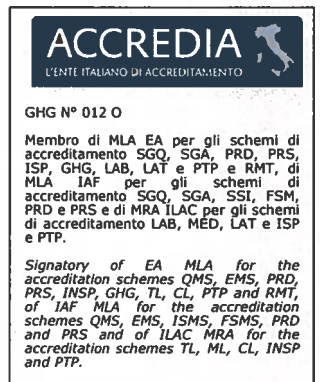 ACCREDIA
L'ENTE ITALIANO DI ACCREDITAMENTO
GHG N° 012 O
Membro di MLA EA per gli schemi di
accreditamento SGQ, SGA, PRD, PRS,
ISP, GHG, LAB, LAT e PTP e RMT, di
MLA IAF per gli schemi di
accreditamento SGQ, SGA, SSI, FSM,
PRD e PRS e di MRA ILAC per gli schemi
di accreditamento LAB, MED, LAT e ISP
e PTP.
Signatory of EA MLA for the
accreditation schemes QMS, EMS, PRD,
PRS, INSP, GHG, TL, CL, PTP and RMT,
of IAF MLA for the accreditation
schemes QMS, EMS, ISMS, FSMS, PRD
and PRS and of ILAC MRA for the
accreditation schemes TL, ML, CL, INSP
and PTP.